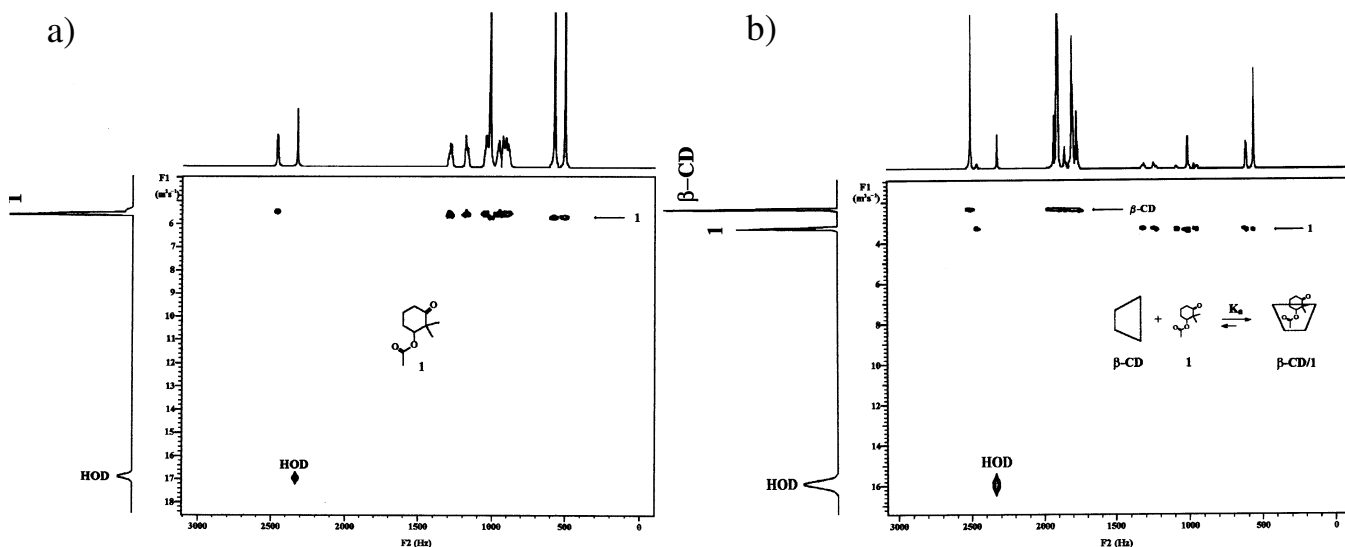 a)
1
HOD
F1
(m²s⁻¹)
5
6
7
8
9
10
11
12
13
14
15
16
17
18
1
O
O
O
1
HOD
3000
2000
1000
500
0
F2 (Hz)
b)
β–CD
1
HOD
F1
(m²s⁻¹)
4
6
8
10
12
14
16
β-CD
1
+
Ka
β-CD
1
β-CD/1
O
O
O
O
O
O
HOD
3000
2000
1500
1000
500
0
F2 (Hz)